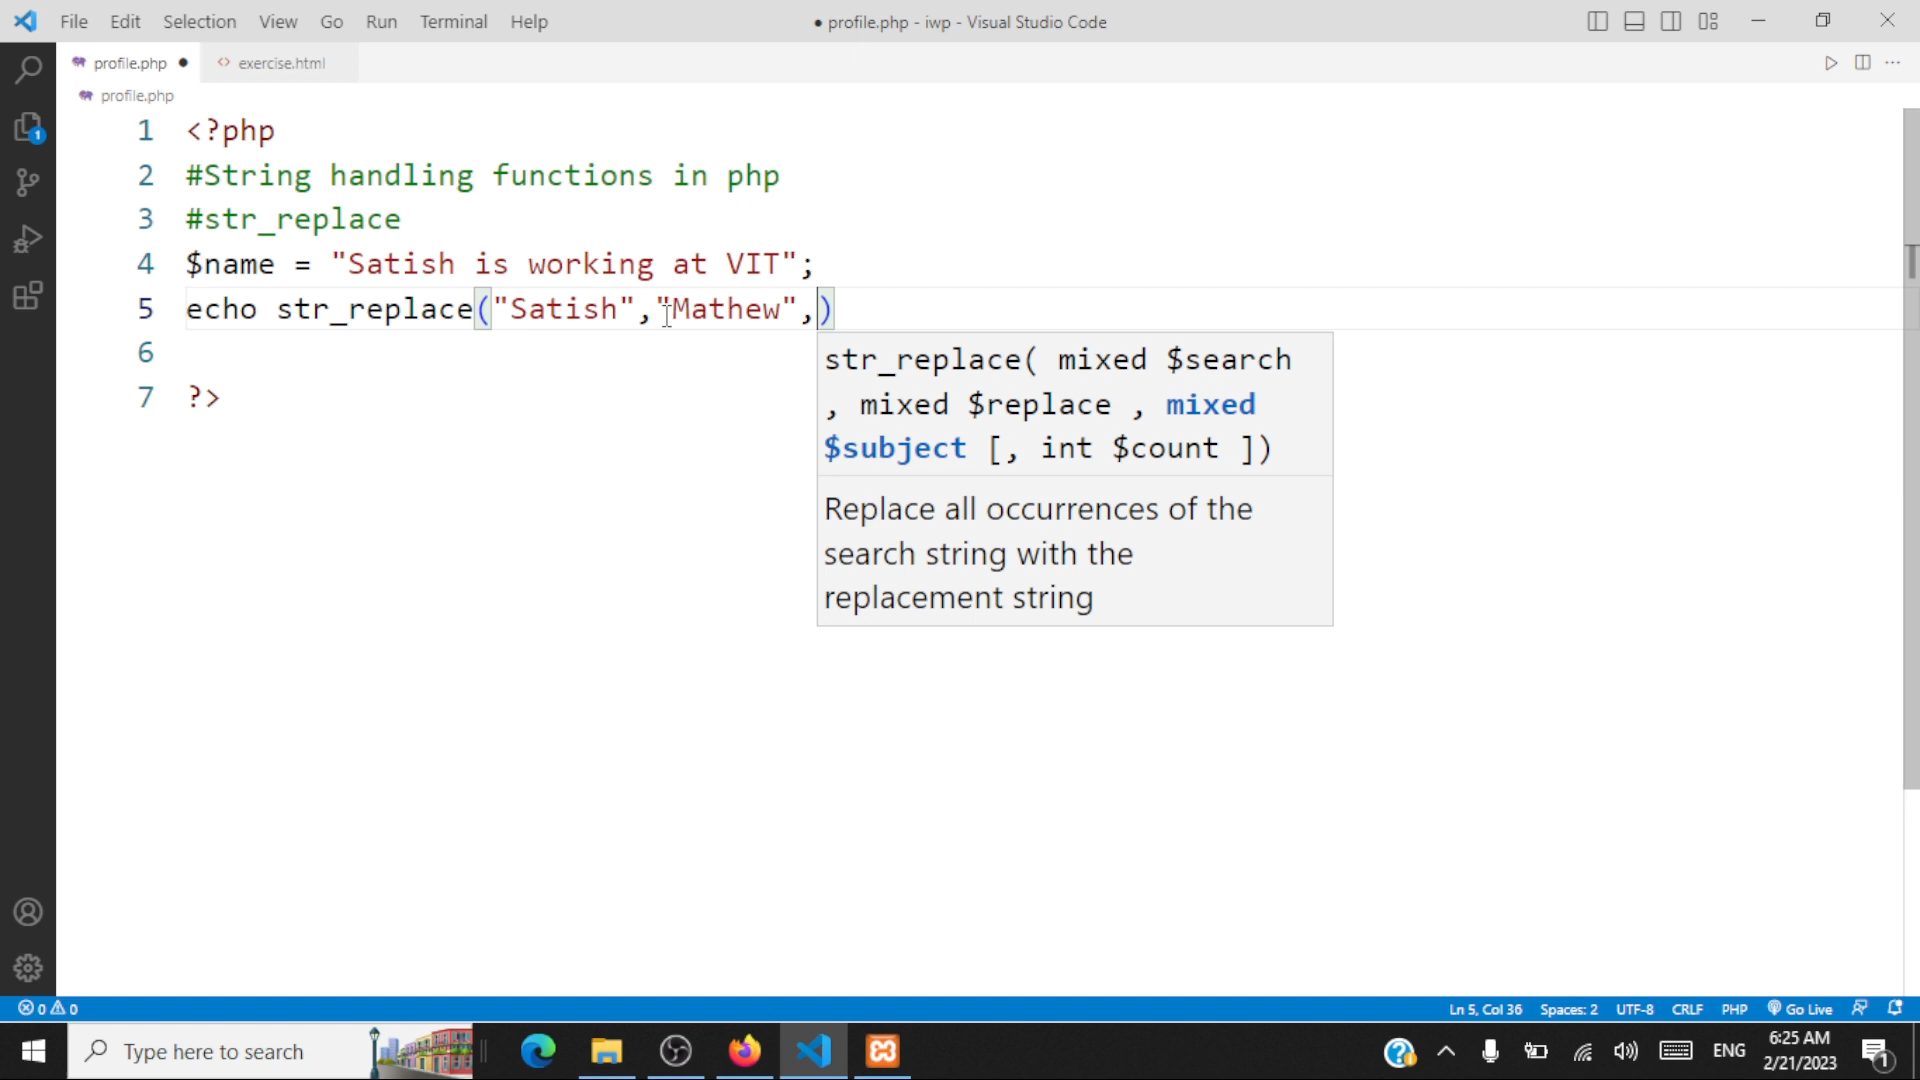 File Edit Selection View Go Run Terminal Help
● profile.php - iwp - Visual Studio Code
profile.php ● <> exercise.html
profile.php
1 <?php
2 #String handling functions in php
3 #str_replace
4 $name = "Satish is working at VIT";
5 echo str_replace("Satish","Mathew",)
6
7 ?>
str_replace( mixed $search
, mixed $replace , mixed
$subject [, int $count ])
Replace all occurrences of the
search string with the
replacement string
1
0 0
Ln 5, Col 36 Spaces: 2 UTF-8 CRLF PHP Go Live
Type here to search
ENG
6:25 AM
2/21/2023
1